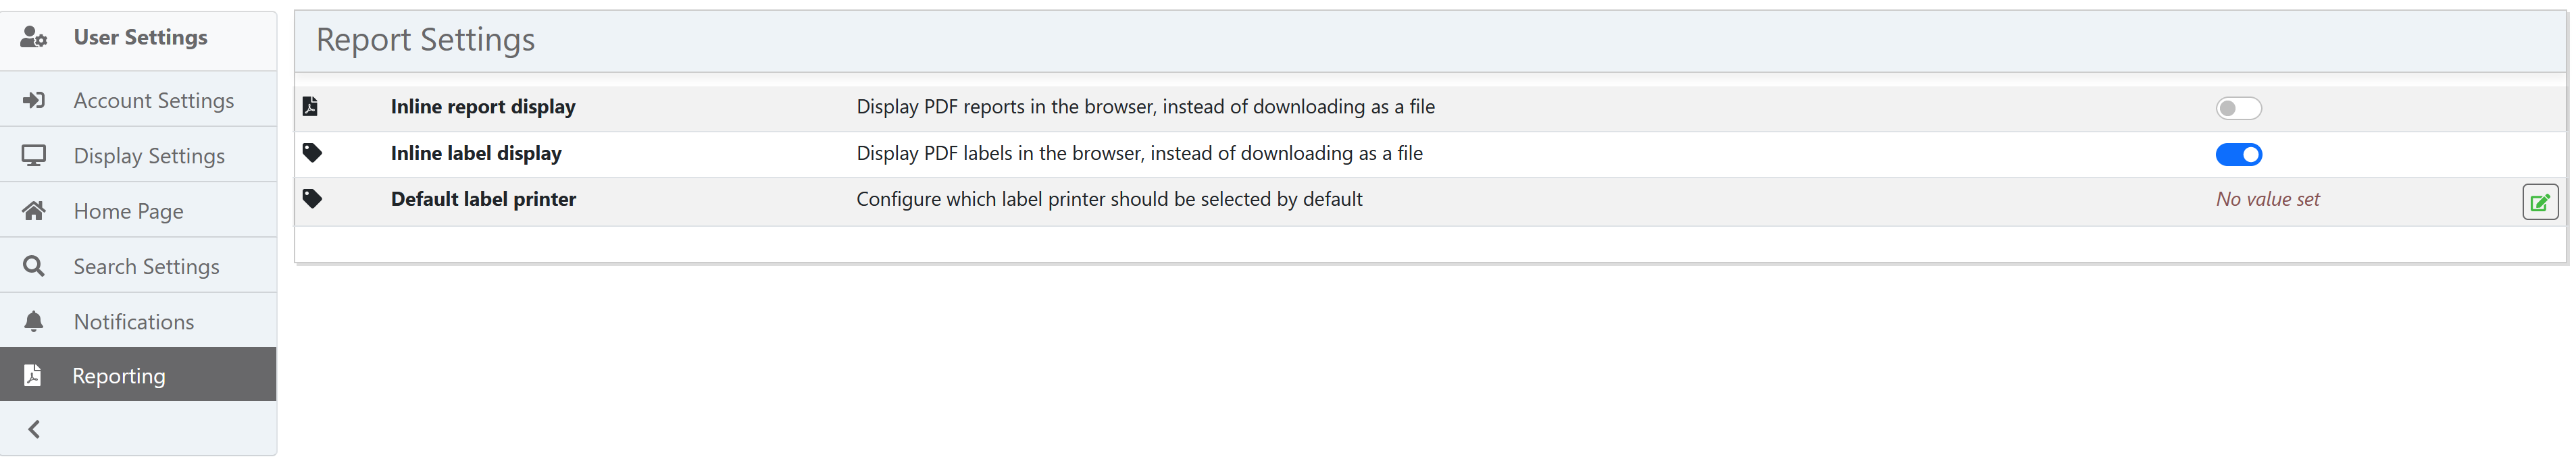 User Settings
Account Settings
Display Settings
Home Page
Search Settings
Notifications
Reporting
Report Settings
Inline report display Display PDF reports in the browser, instead of downloading as a file
Inline label display Display PDF labels in the browser, instead of downloading as a file
Default label printer Configure which label printer should be selected by default No value set